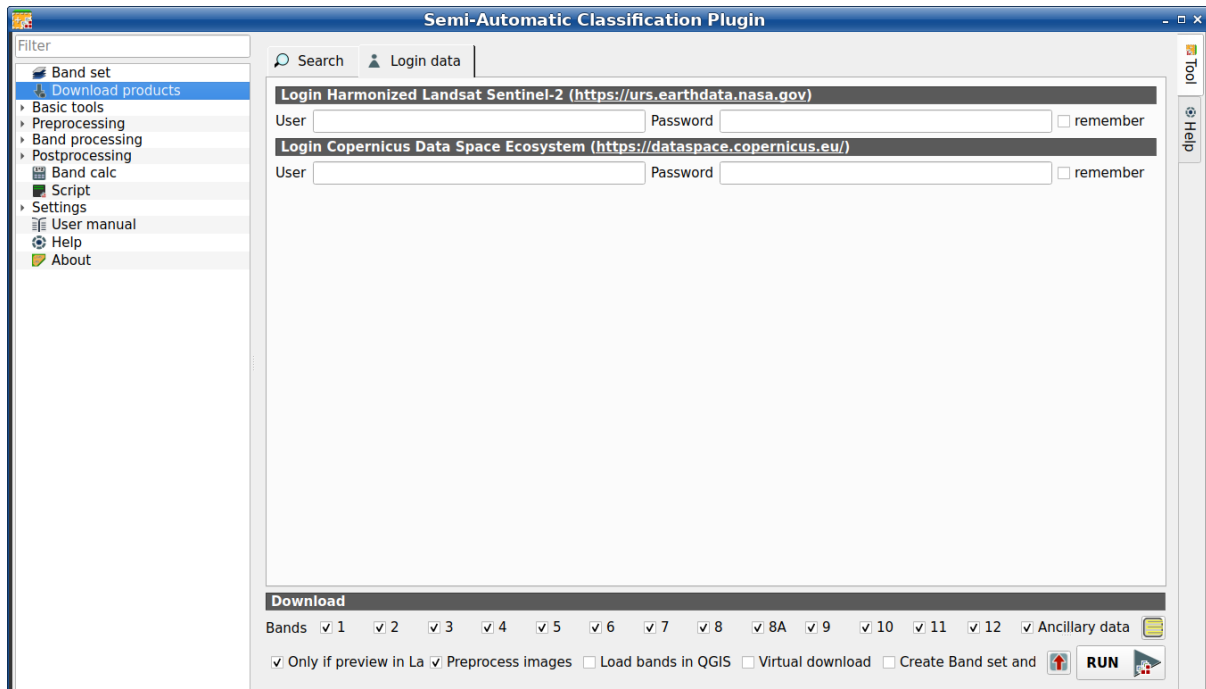 Semi-Automatic Classification Plugin
Filter
Band set
Download products
Basic tools
Preprocessing
Band processing
Postprocessing
Band calc
Script
Settings
User manual
Help
About
Search Login data
Login Harmonized Landsat Sentinel-2 (https://urs.earthdata.nasa.gov)
User Password remember
Login Copernicus Data Space Ecosystem (https://dataspace.copernicus.eu/)
User Password remember
Download
Bands 1 2 3 4 5 6 7 8 8A 9 10 11 12 Ancillary data
Only if preview in La Preprocess images Load bands in QGIS Virtual download Create Band set and RUN
Tool
Help